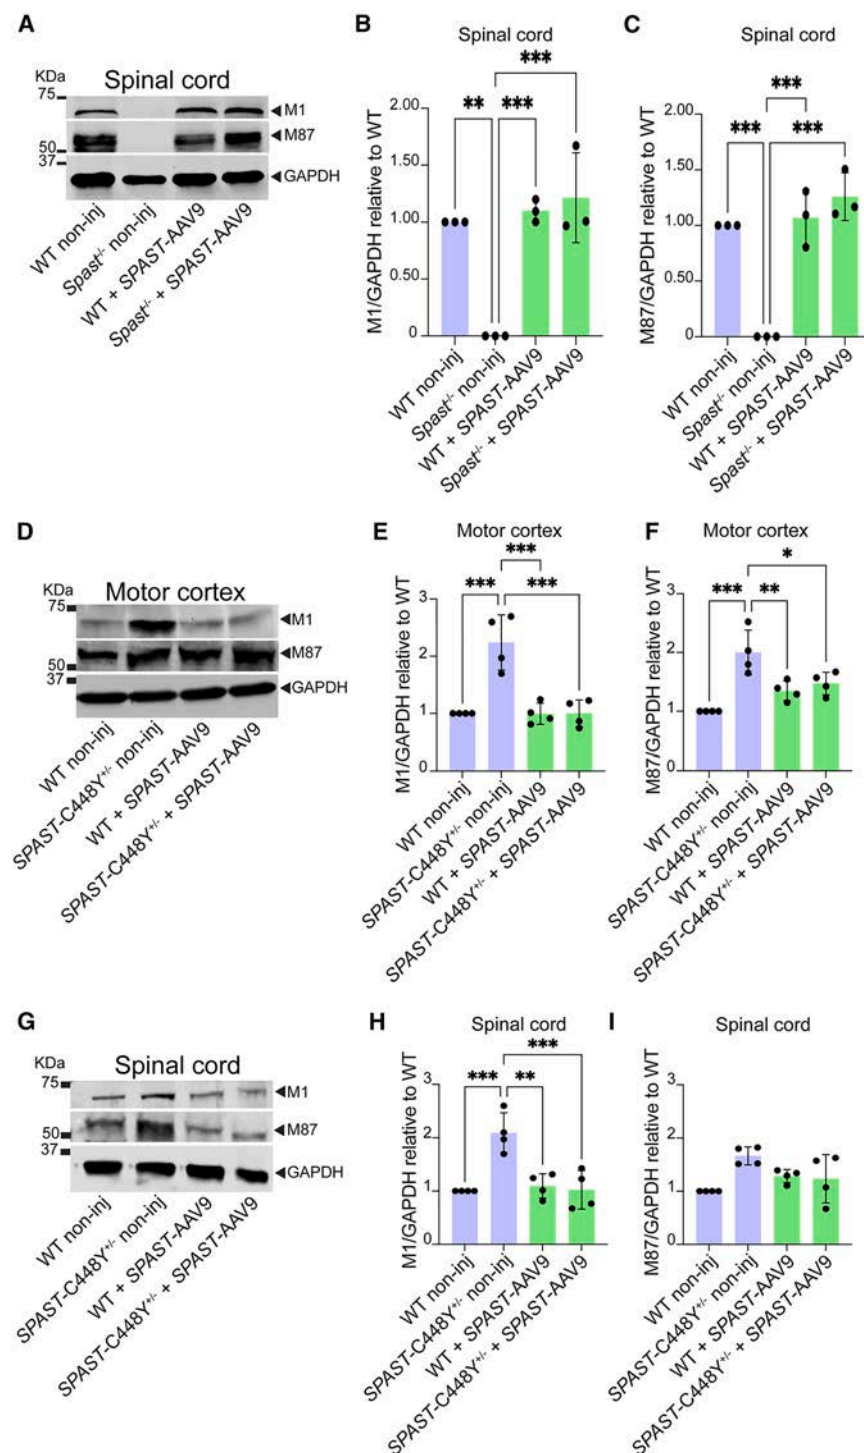 A
KDa
Spinal cord
75
M1
M87
50
37
GAPDH
WT non-inj
Spast-/- non-inj
WT + SPAST-AAV9
Spast-/- + SPAST-AAV9
B
Spinal cord
***
** ***
M1/GAPDH relative to WT
2.00
1.50
1.00
0.50
0
WT non-inj
Spast-/- non-inj
WT + SPAST-AAV9
Spast-/- + SPAST-AAV9
C
Spinal cord
***
*** ***
M87/GAPDH relative to WT
2.00
1.50
1.00
0.50
0
WT non-inj
Spast-/- non-inj
WT + SPAST-AAV9
Spast-/- + SPAST-AAV9
D
KDa
Motor cortex
75
M1
M87
50
37
GAPDH
WT non-inj
SPAST-C448Y+/- non-inj
WT + SPAST-AAV9
SPAST-C448Y+/- + SPAST-AAV9
E
Motor cortex
***
*** ***
M1/GAPDH relative to WT
3
2
1
0
WT non-inj
SPAST-C448Y+/- non-inj
WT + SPAST-AAV9
SPAST-C448Y+/- + SPAST-AAV9
F
Motor cortex
*
*** **
M87/GAPDH relative to WT
3
2
1
0
WT non-inj
SPAST-C448Y+/- non-inj
WT + SPAST-AAV9
SPAST-C448Y+/- + SPAST-AAV9
G
KDa
Spinal cord
75
M1
M87
50
37
GAPDH
WT non-inj
SPAST-C448Y+/- non-inj
WT + SPAST-AAV9
SPAST-C448Y+/- + SPAST-AAV9
H
Spinal cord
***
*** **
M1/GAPDH relative to WT
3
2
1
0
WT non-inj
SPAST-C448Y+/- non-inj
WT + SPAST-AAV9
SPAST-C448Y+/- + SPAST-AAV9
I
Spinal cord
M87/GAPDH relative to WT
3
2
1
0
WT non-inj
SPAST-C448Y+/- non-inj
WT + SPAST-AAV9
SPAST-C448Y+/- + SPAST-AAV9